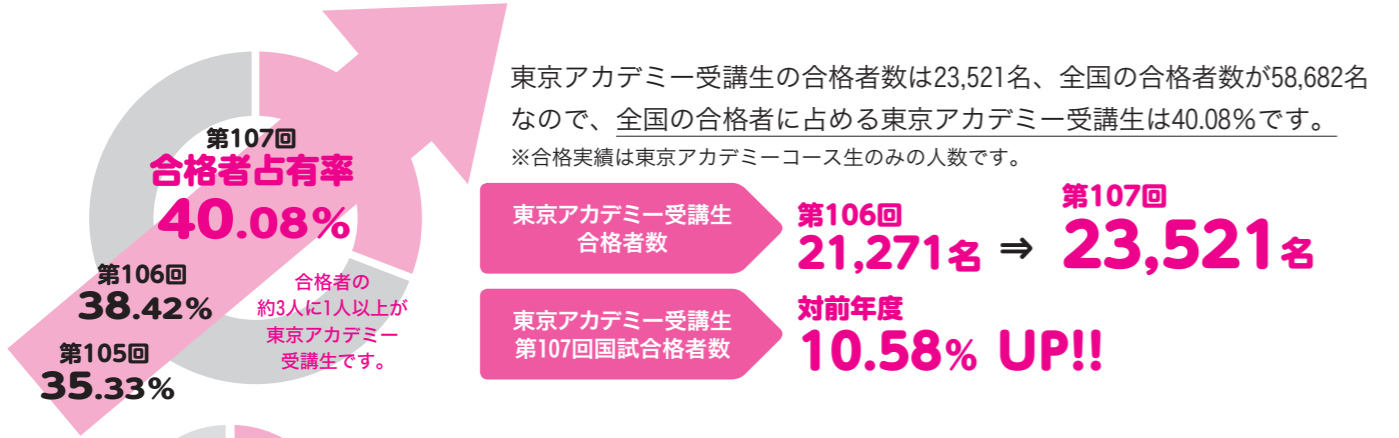 東京アカデミー受講生の合格者数は23,521名、全国の合格者数が58,682名
なので、全国の合格者に占める東京アカデミー受講生は40.08%です。
※合格実績は東京アカデミーコース生のみの人数です。
第107回
合格者占有率
40.08%
第106回
38.42%
第105回
35.33%
合格者の
約3人に1人以上が
東京アカデミー
受講生です。
東京アカデミー受講生
合格者数
第106回
21,271名 ⇒
第107回
23,521名
東京アカデミー受講生
第107回国試合格者数
対前年度
10.58% UP!!